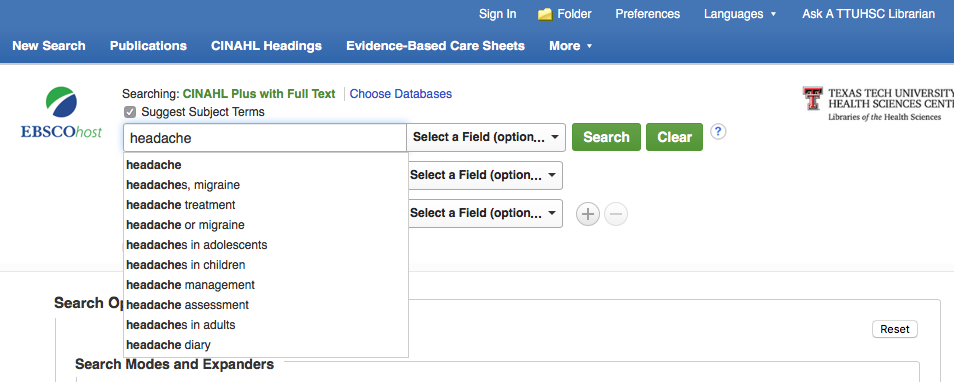 Sign In Folder Preferences Languages Ask A TTUHSC Librarian
New Search Publications CINAHL Headings Evidence-Based Care Sheets More
Searching: CINAHL Plus with Full Text Choose Databases
Suggest Subject Terms
EBSCOhost
headache Select a Field (option... Search Clear ?
TEXAS TECH UNIVERSITY
HEALTH SCIENCES CENT
Libraries of the Health Sciences
headache
headaches, migraine Select a Field (option...
headache treatment
headache or migraine Select a Field (option...
headaches in adolescents
headaches in children
headache management
headache assessment
headaches in adults
headache diary
Search Op
Reset
Search Modes and Expanders